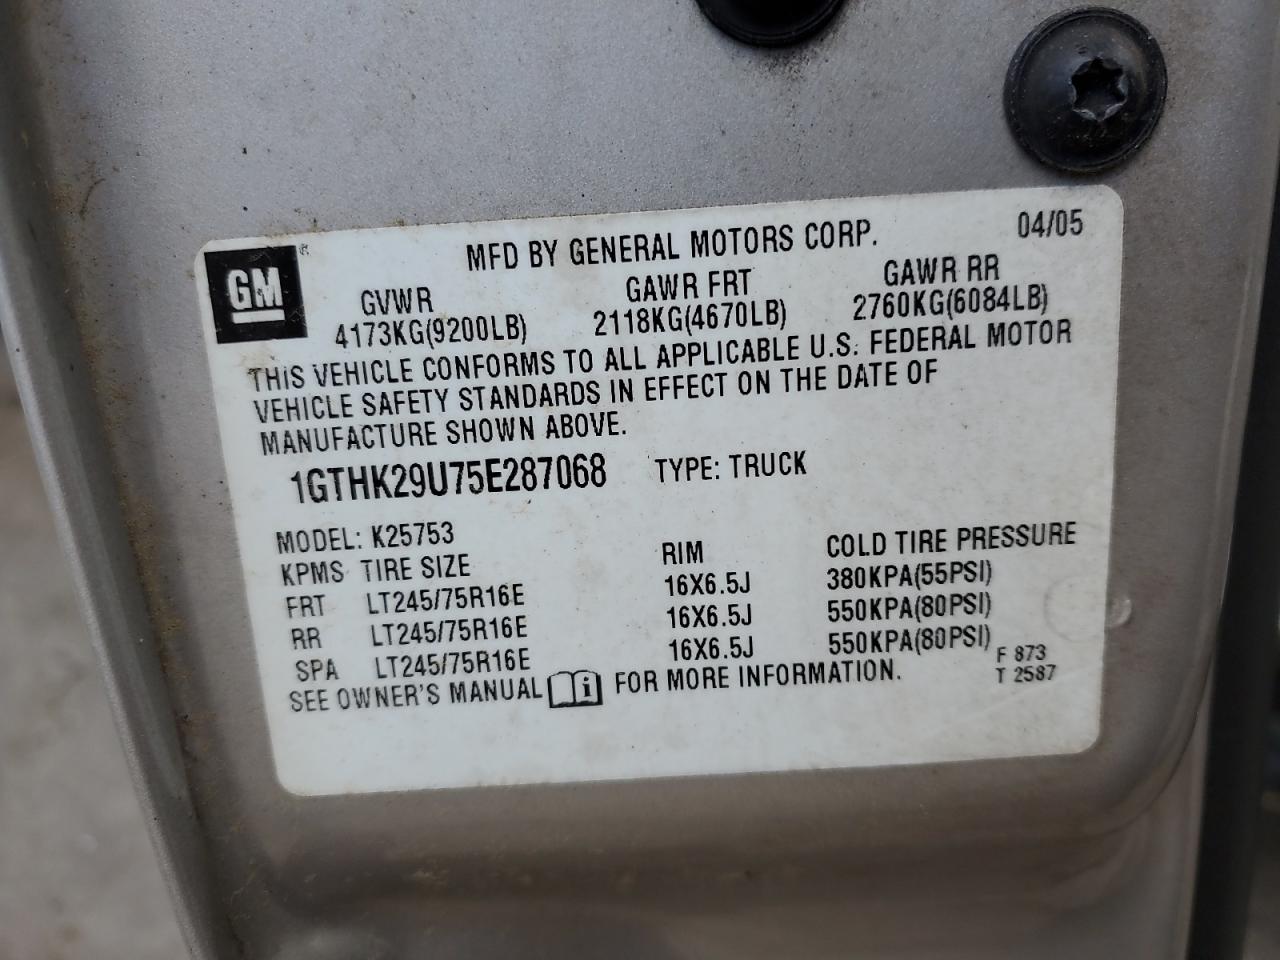 GM
MFD BY GENERAL MOTORS CORP. 04/05
GVWR GAWR FRT GAWR RR
4173KG(9200LB) 2118KG(4670LB) 2760KG(6084LB)
THIS VEHICLE CONFORMS TO ALL APPLICABLE U.S. FEDERAL MOTOR
VEHICLE SAFETY STANDARDS IN EFFECT ON THE DATE OF
MANUFACTURE SHOWN ABOVE.
1GTHK29U75E287068 TYPE: TRUCK
MODEL: K25753
KPMS TIRE SIZE RIM COLD TIRE PRESSURE
FRT LT245/75R16E 16X6.5J 380KPA(55PSI)
RR LT245/75R16E 16X6.5J 550KPA(80PSI)
SPA LT245/75R16E 16X6.5J 550KPA(80PSI)
SEE OWNER'S MANUAL i FOR MORE INFORMATION.
F 873
T 2587